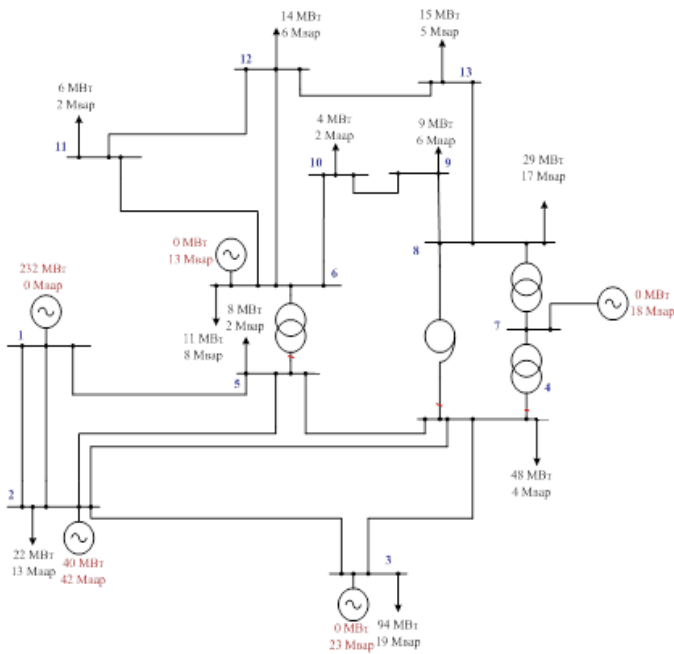 14 МВт
6 Мвар
12
15 МВт
5 Мвар
13
6 МВт
2 Мвар
11
4 МВт
2 Мвар
10
9 МВт
6 Мвар
9
29 МВт
17 Мвар
8
0 МВт
13 Мвар
6
232 МВт
0 Мвар
1
8 МВт
2 Мвар
11 МВт
8 Мвар
5
0 МВт
18 Мвар
7
4
48 МВт
4 Мвар
2
22 МВт
13 Мвар
40 МВт
42 Мвар
3
0 МВт
23 Мвар
94 МВт
19 Мвар